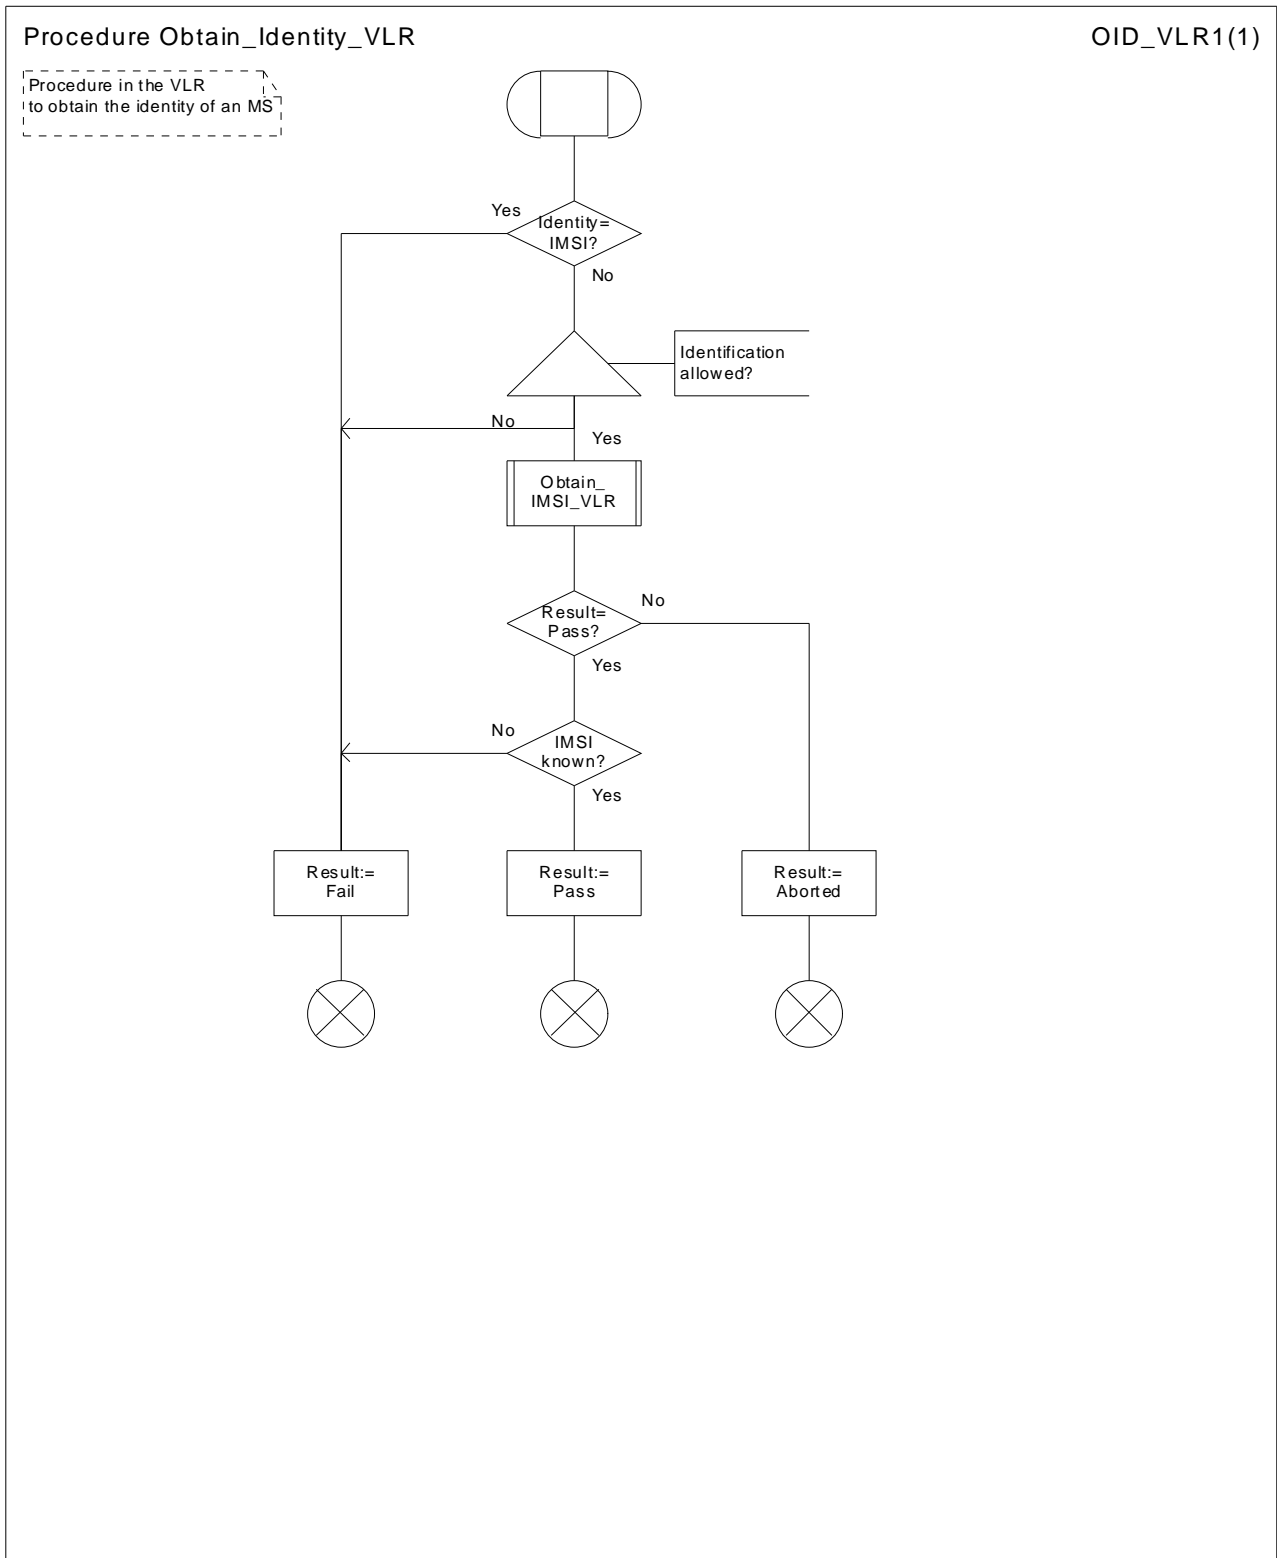 Procedure Obtain_Identity_VLR
OID_VLR1(1)
Procedure in the VLR
to obtain the identity of an MS
Yes
Identity=
IMSI?
No
Identification
allowed?
No
Yes
Obtain_
IMSI_VLR
Result=
Pass?
No
Yes
No
IMSI
known?
Yes
Result:=
Fail
Result:=
Pass
Result:=
Aborted